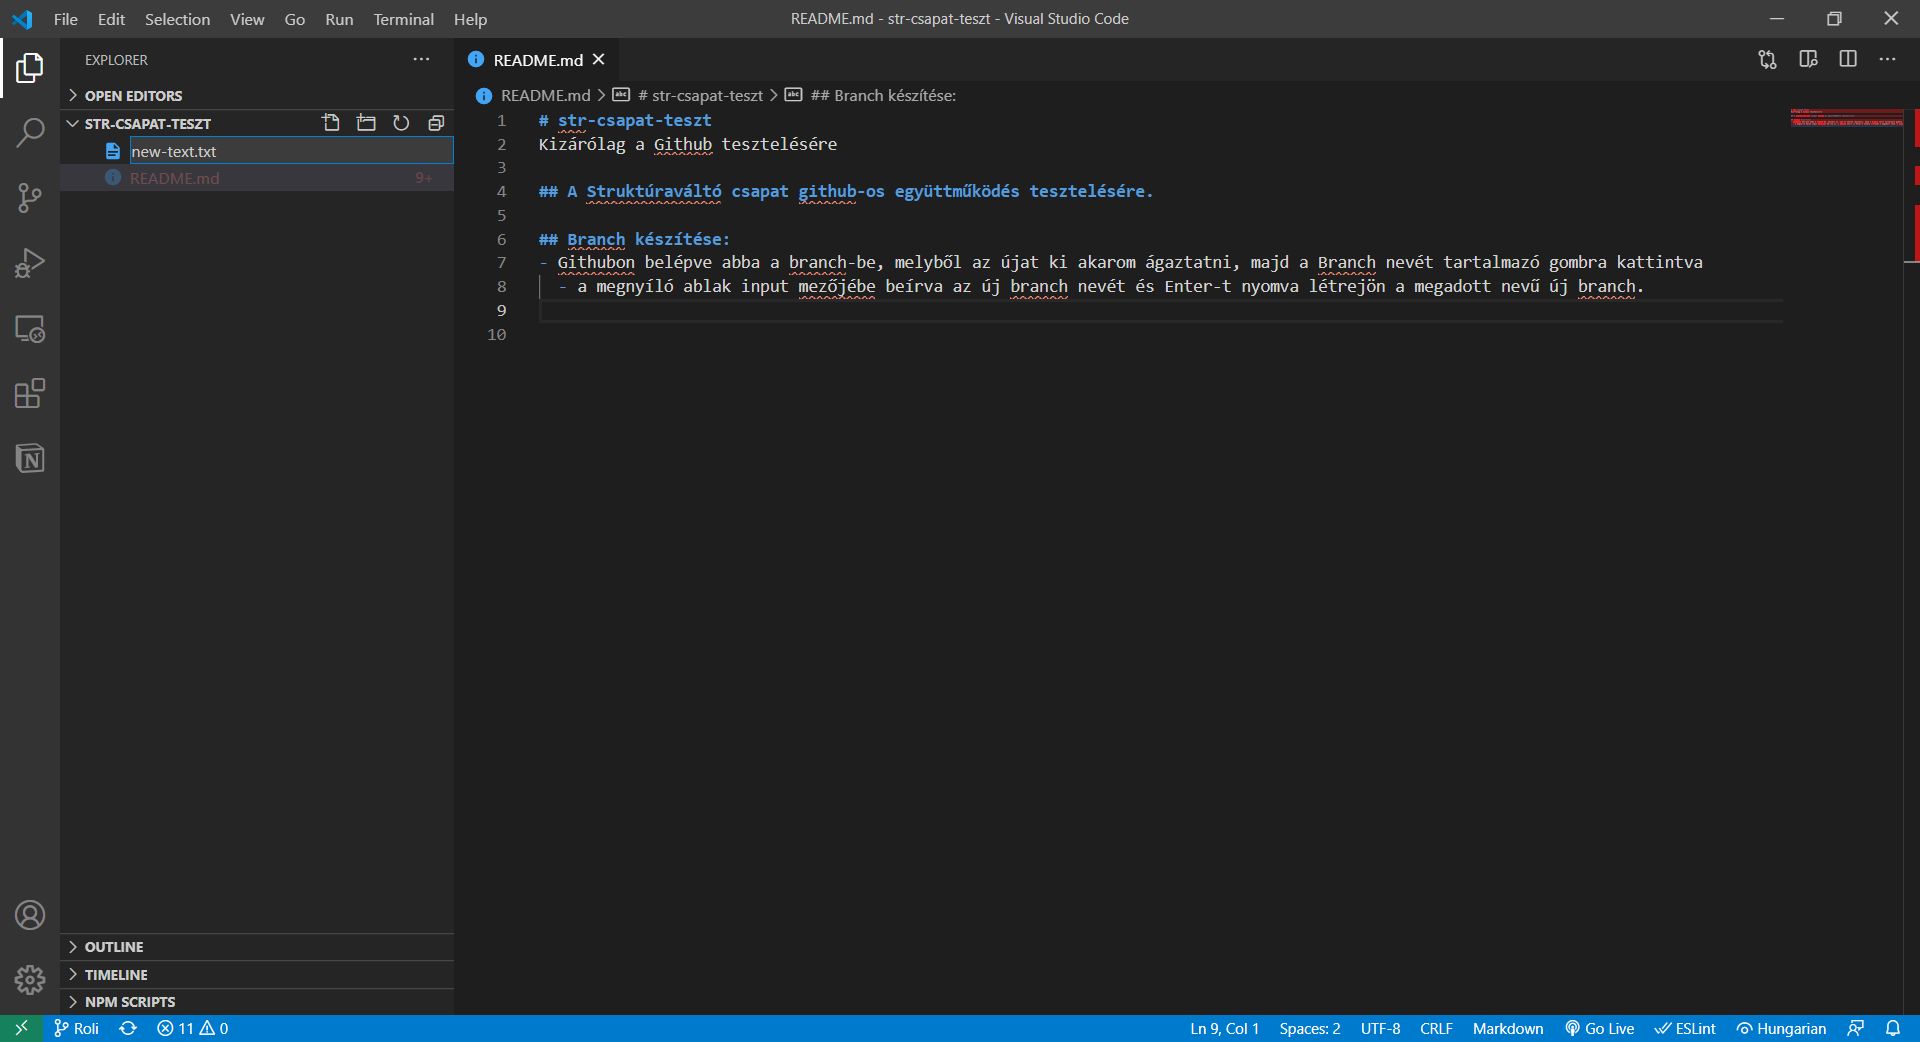 File Edit Selection View Go Run Terminal Help README.md - str-csapat-teszt - Visual Studio Code
EXPLORER
README.md
OPEN EDITORS
README.md > # str-csapat-teszt > ## Branch készítése:
STR-CSAPAT-TESZT
new-text.txt
README.md 9+
1 # str-csapat-teszt
2 Kizárólag a Github tesztelésére
3
4 ## A Struktúraváltó csapat github-os együttműködés tesztelésére.
5
6 ## Branch készítése:
7 - Githubon belépve abba a branch-be, melyből az újat ki akarom ágaztatni, majd a Branch nevét tartalmazó gombra kattintva
8 - a megnyíló ablak input mezőjébe beírva az új branch nevét és Enter-t nyomva létrejön a megadott nevű új branch.
9
10
OUTLINE
TIMELINE
NPM SCRIPTS
Roli 11 0 Ln 9, Col 1 Spaces: 2 UTF-8 CRLF Markdown Go Live ESLint Hungarian